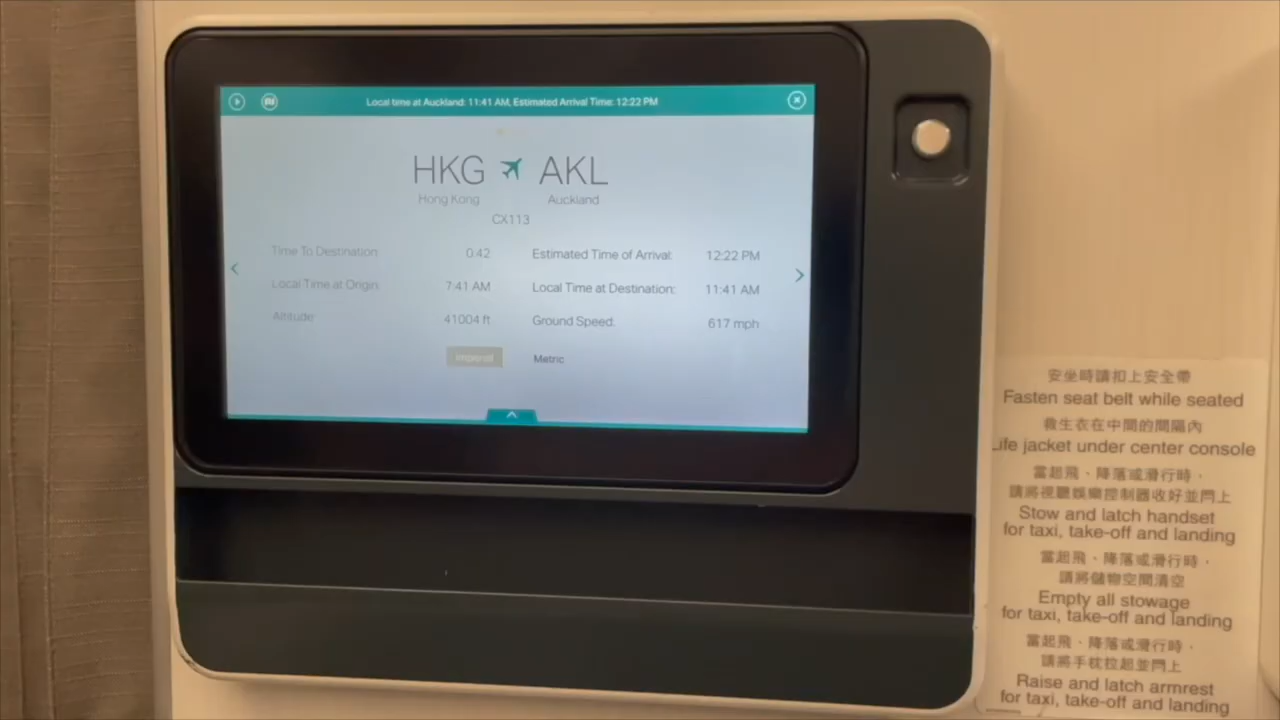 Local time at Auckland: 11:41 AM, Estimated Arrival Time: 12:22 PM
HKG AKL
Hong Kong Auckland
CX113
Time To Destination: 0:42
Local Time at Origin: 7:41 AM
Altitude 41004 ft
Estimated Time of Arrival: 12:22 PM
Local Time at Destination: 11:41 AM
Ground Speed: 617 mph
Imperial Metric
安坐時請扣上安全帶
Fasten seat belt while seated
救生衣在中間的間隔內
Life jacket under center console
當起飛、降落或滑行時，
請將視聽娛樂控制器收好並閂上
Stow and latch handset
for taxi, take-off and landing
當起飛、降落或滑行時，
請將儲物空間清空
Empty all stowage
for taxi, take-off and landing
當起飛、降落或滑行時，
請將手枕拉起並閂上
Raise and latch armrest
for taxi, take-off and landing